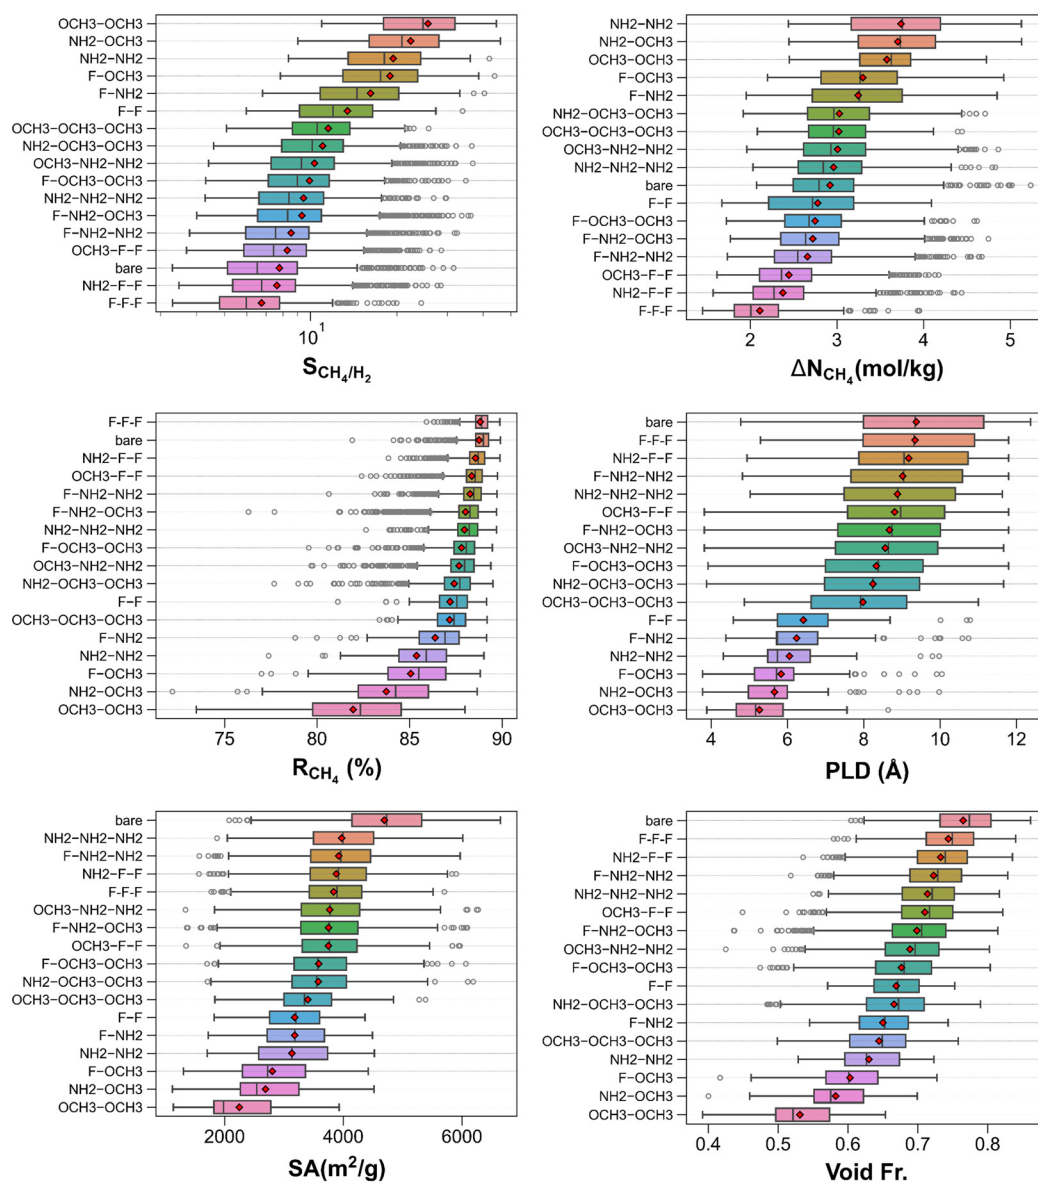 OCH3−OCH3
NH2−OCH3
NH2−NH2
F−OCH3
F−NH2
F−F
OCH3−OCH3−OCH3
NH2−OCH3−OCH3
OCH3−NH2−NH2
F−OCH3−OCH3
NH2−NH2−NH2
F−NH2−OCH3
F−NH2−NH2
OCH3−F−F
bare
NH2−F−F
F−F−F
10¹
S_CH₄/H₂
NH2−NH2
NH2−OCH3
OCH3−OCH3
F−OCH3
F−NH2
NH2−OCH3−OCH3
OCH3−OCH3−OCH3
OCH3−NH2−NH2
NH2−NH2−NH2
bare
F−F
F−OCH3−OCH3
F−NH2−OCH3
F−NH2−NH2
OCH3−F−F
NH2−F−F
F−F−F
2 3 4 5
ΔN_CH₄(mol/kg)
F-F-F
bare
NH2−F−F
OCH3−F−F
F−NH2−NH2
F−NH2−OCH3
NH2−NH2−NH2
F−OCH3−OCH3
OCH3−NH2−NH2
NH2−OCH3−OCH3
F−F
OCH3−OCH3−OCH3
F−NH2
NH2−NH2
F−OCH3
NH2−OCH3
OCH3−OCH3
75 80 85 90
R_CH₄ (%)
bare
F−F−F
NH2−F−F
F−NH2−NH2
NH2−NH2−NH2
OCH3−F−F
F−NH2−OCH3
OCH3−NH2−NH2
F−OCH3−OCH3
NH2−OCH3−OCH3
OCH3−OCH3−OCH3
F−F
F−NH2
NH2−NH2
F−OCH3
NH2−OCH3
OCH3−OCH3
4 6 8 10 12
PLD (Å)
bare
NH2−NH2−NH2
F−NH2−NH2
NH2−F−F
F−F−F
OCH3−NH2−NH2
F−NH2−OCH3
OCH3−F−F
F−OCH3−OCH3
NH2−OCH3−OCH3
OCH3−OCH3−OCH3
F−F
F−NH2
NH2−NH2
F−OCH3
NH2−OCH3
OCH3−OCH3
2000 4000 6000
SA(m²/g)
bare
F−F−F
NH2−F−F
F−NH2−NH2
NH2−NH2−NH2
OCH3−F−F
F−NH2−OCH3
OCH3−NH2−NH2
F−OCH3−OCH3
F−F
NH2−OCH3−OCH3
F−NH2
OCH3−OCH3−OCH3
NH2−NH2
F−OCH3
NH2−OCH3
OCH3−OCH3
0.4 0.5 0.6 0.7 0.8
Void Fr.